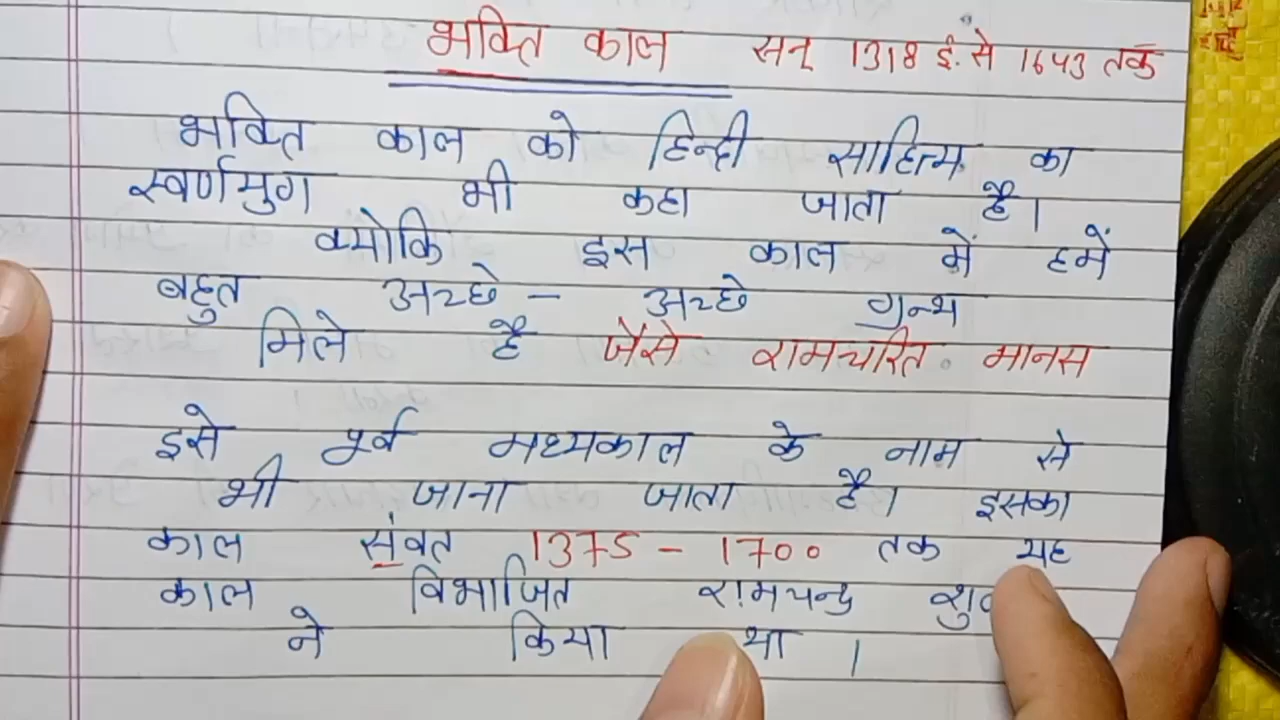 भक्ति काल सन् 1318 ई. से 1643 तक
भक्ति काल को हिन्दी साहित्य का
स्वर्णयुग भी कहा जाता है।
क्योकि इस काल में हमें
बहुत अच्छे - अच्छे ग्रन्थ
मिले है जैसे रामचरित मानस
इसे पूर्व मध्यकाल के नाम से
भी जाना जाता है। इसका
काल संवत 1375 - 1700 तक यह
काल विभाजित रामचन्द्र
ने किया था ।